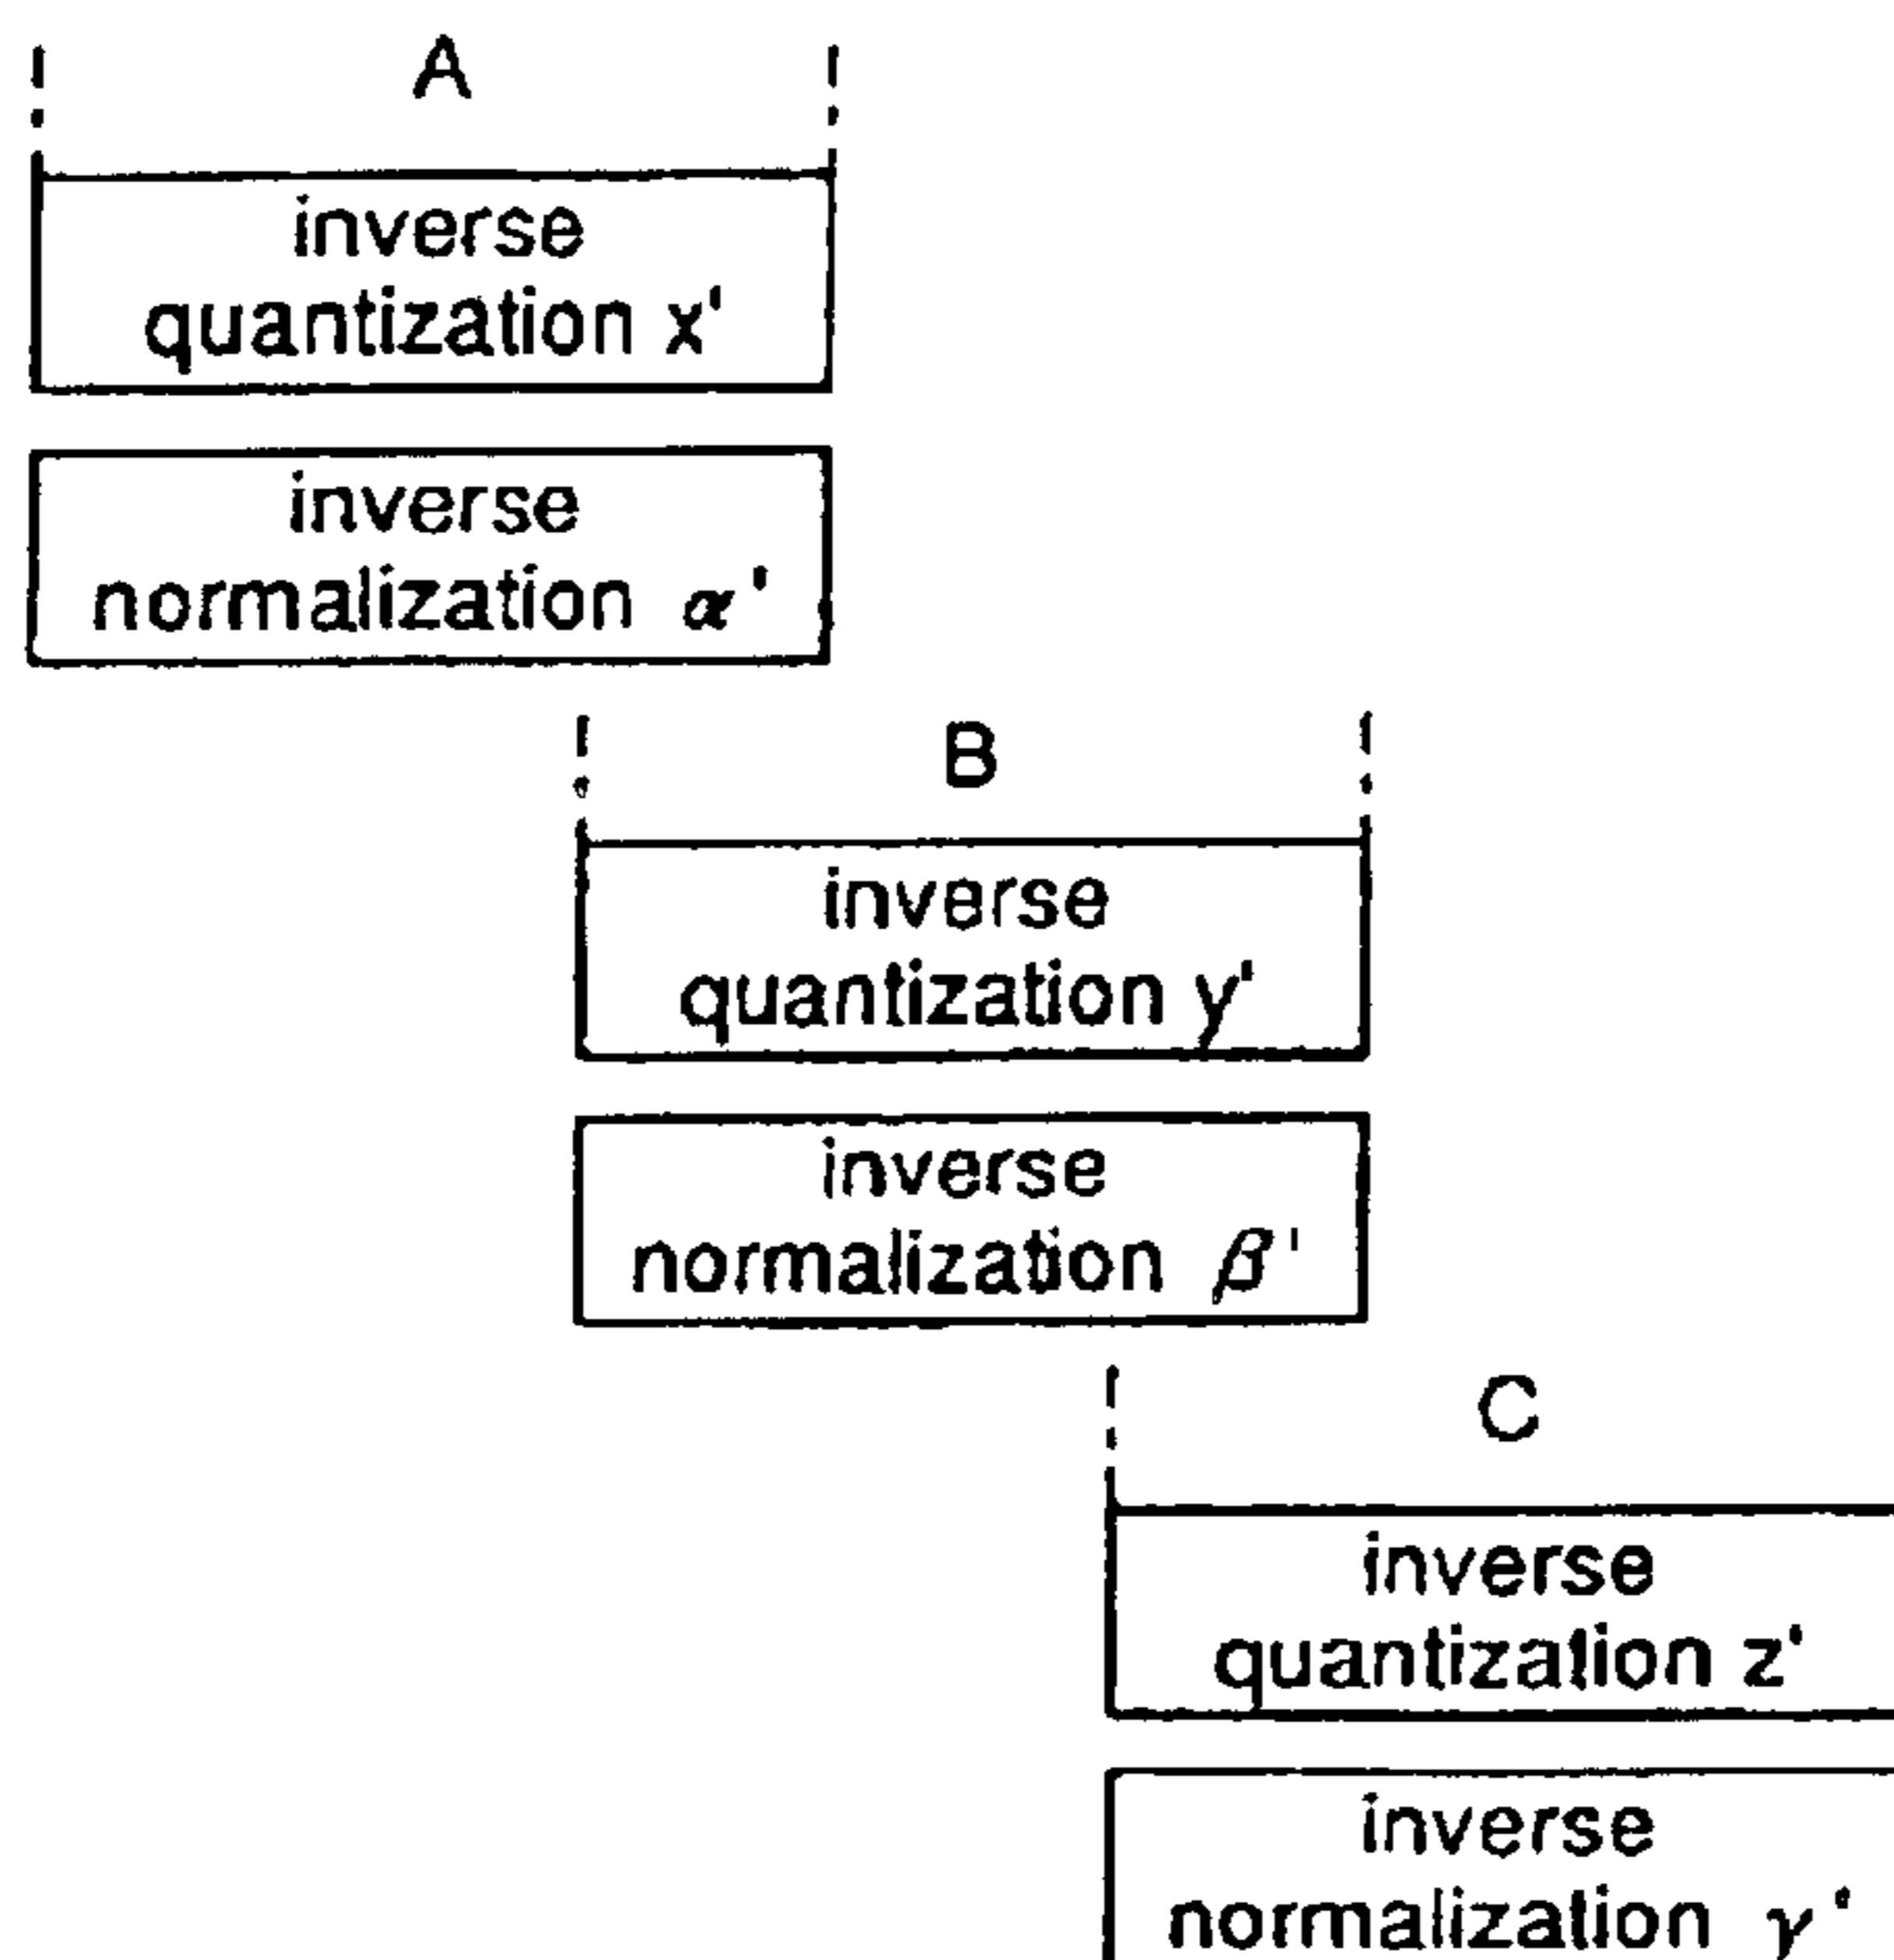 A
inverse
quantization x'
inverse
normalization α'
B
inverse
quantization y'
inverse
normalization β'
C
inverse
quantization z'
inverse
normalization γ'